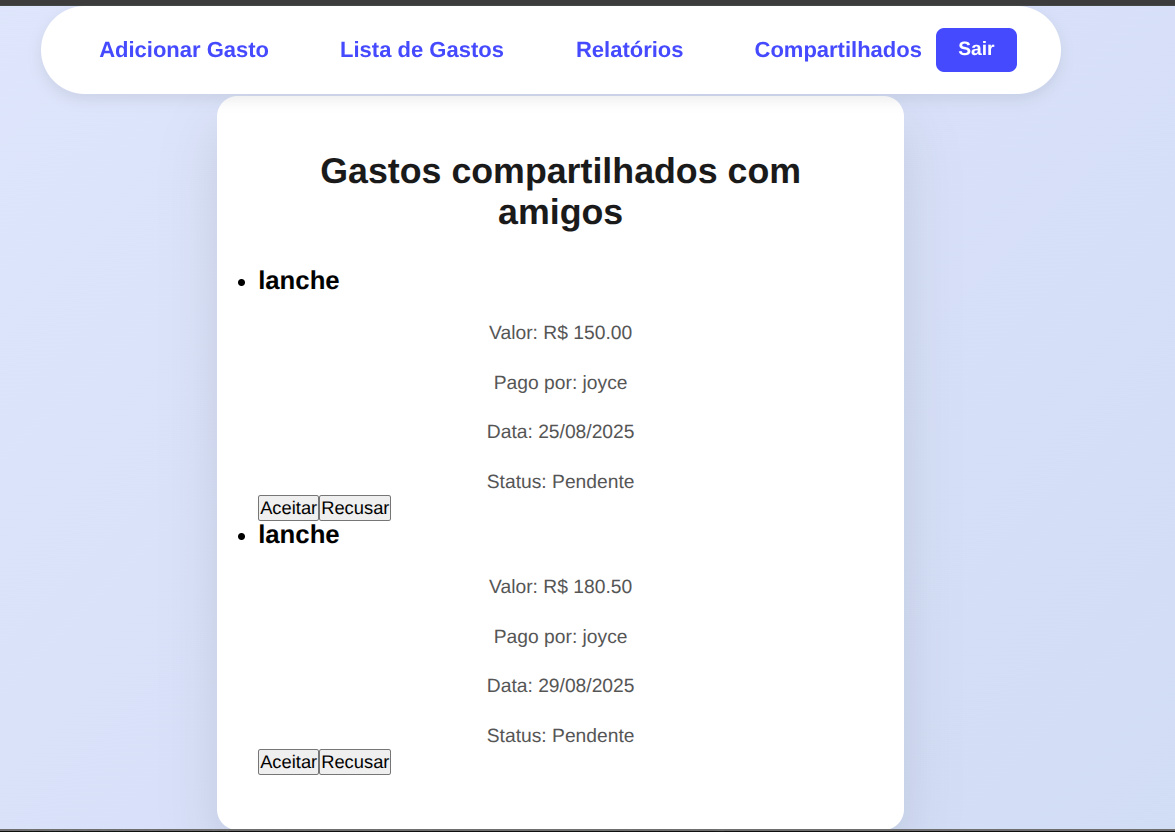 Adicionar Gasto Lista de Gastos Relatórios Compartilhados Sair
Gastos compartilhados com
amigos
lanche
Valor: R$ 150.00
Pago por: joyce
Data: 25/08/2025
Status: Pendente
Aceitar Recusar
lanche
Valor: R$ 180.50
Pago por: joyce
Data: 29/08/2025
Status: Pendente
Aceitar Recusar